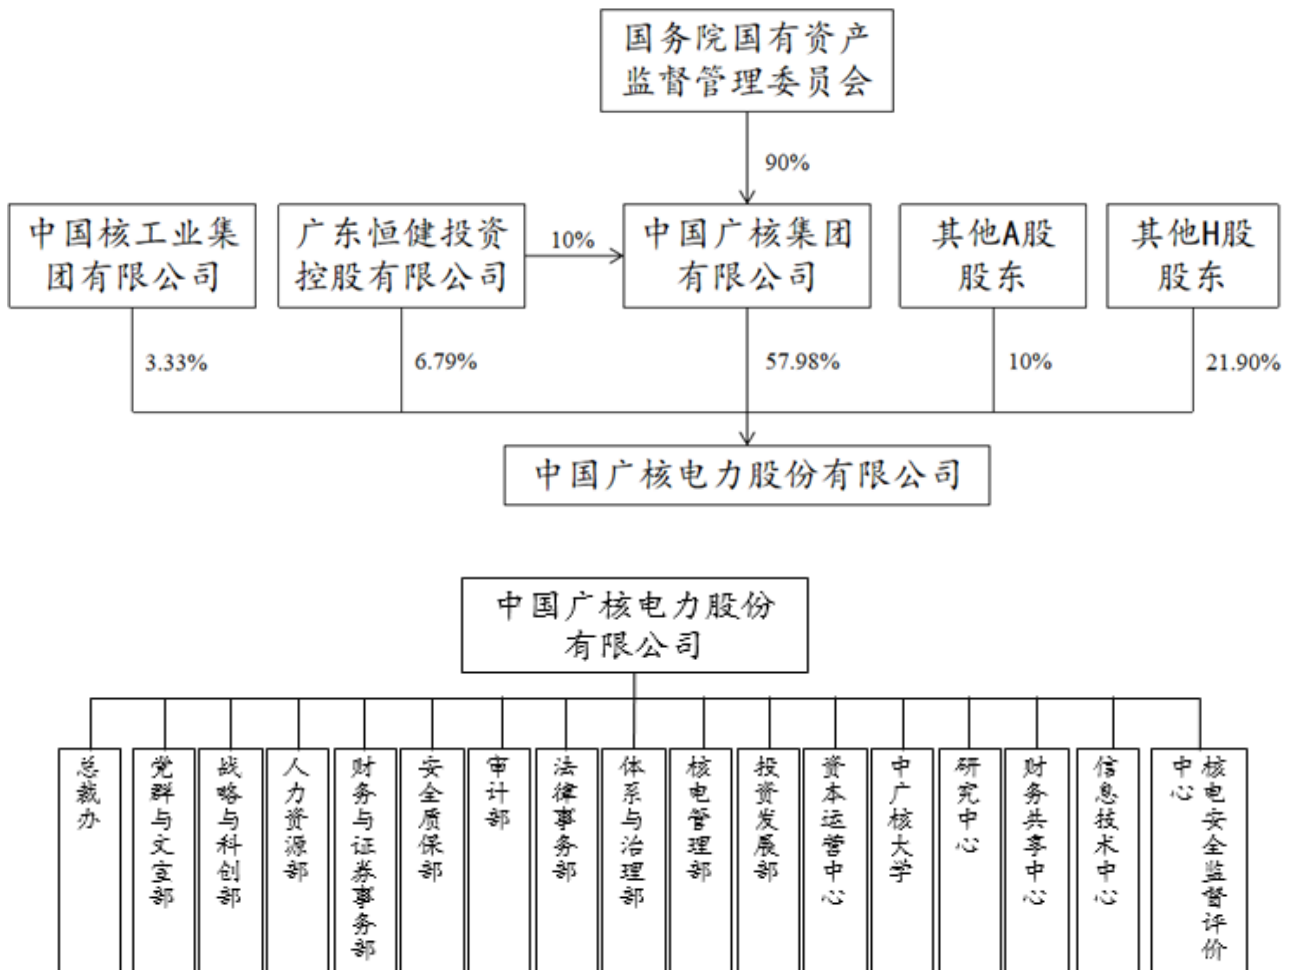 国务院国有资产
监督管理委员会
90%
中国核工业集
团有限公司
广东恒健投资
控股有限公司
10%
中国广核集团
有限公司
其他A股
股东
其他H股
股东
3.33%
6.79%
57.98%
10%
21.90%
中国广核电力股份有限公司
中国广核电力股份
有限公司
总裁办
党群与文宣部
战略与科创部
人力资源部
财务与证券事务部
安全质保部
审计部
法律事务部
体系与治理部
核电管理部
投资发展部
资本运营中心
中广核大学
研究中心
财务共享中心
信息技术中心
核电安全监督评价
中心